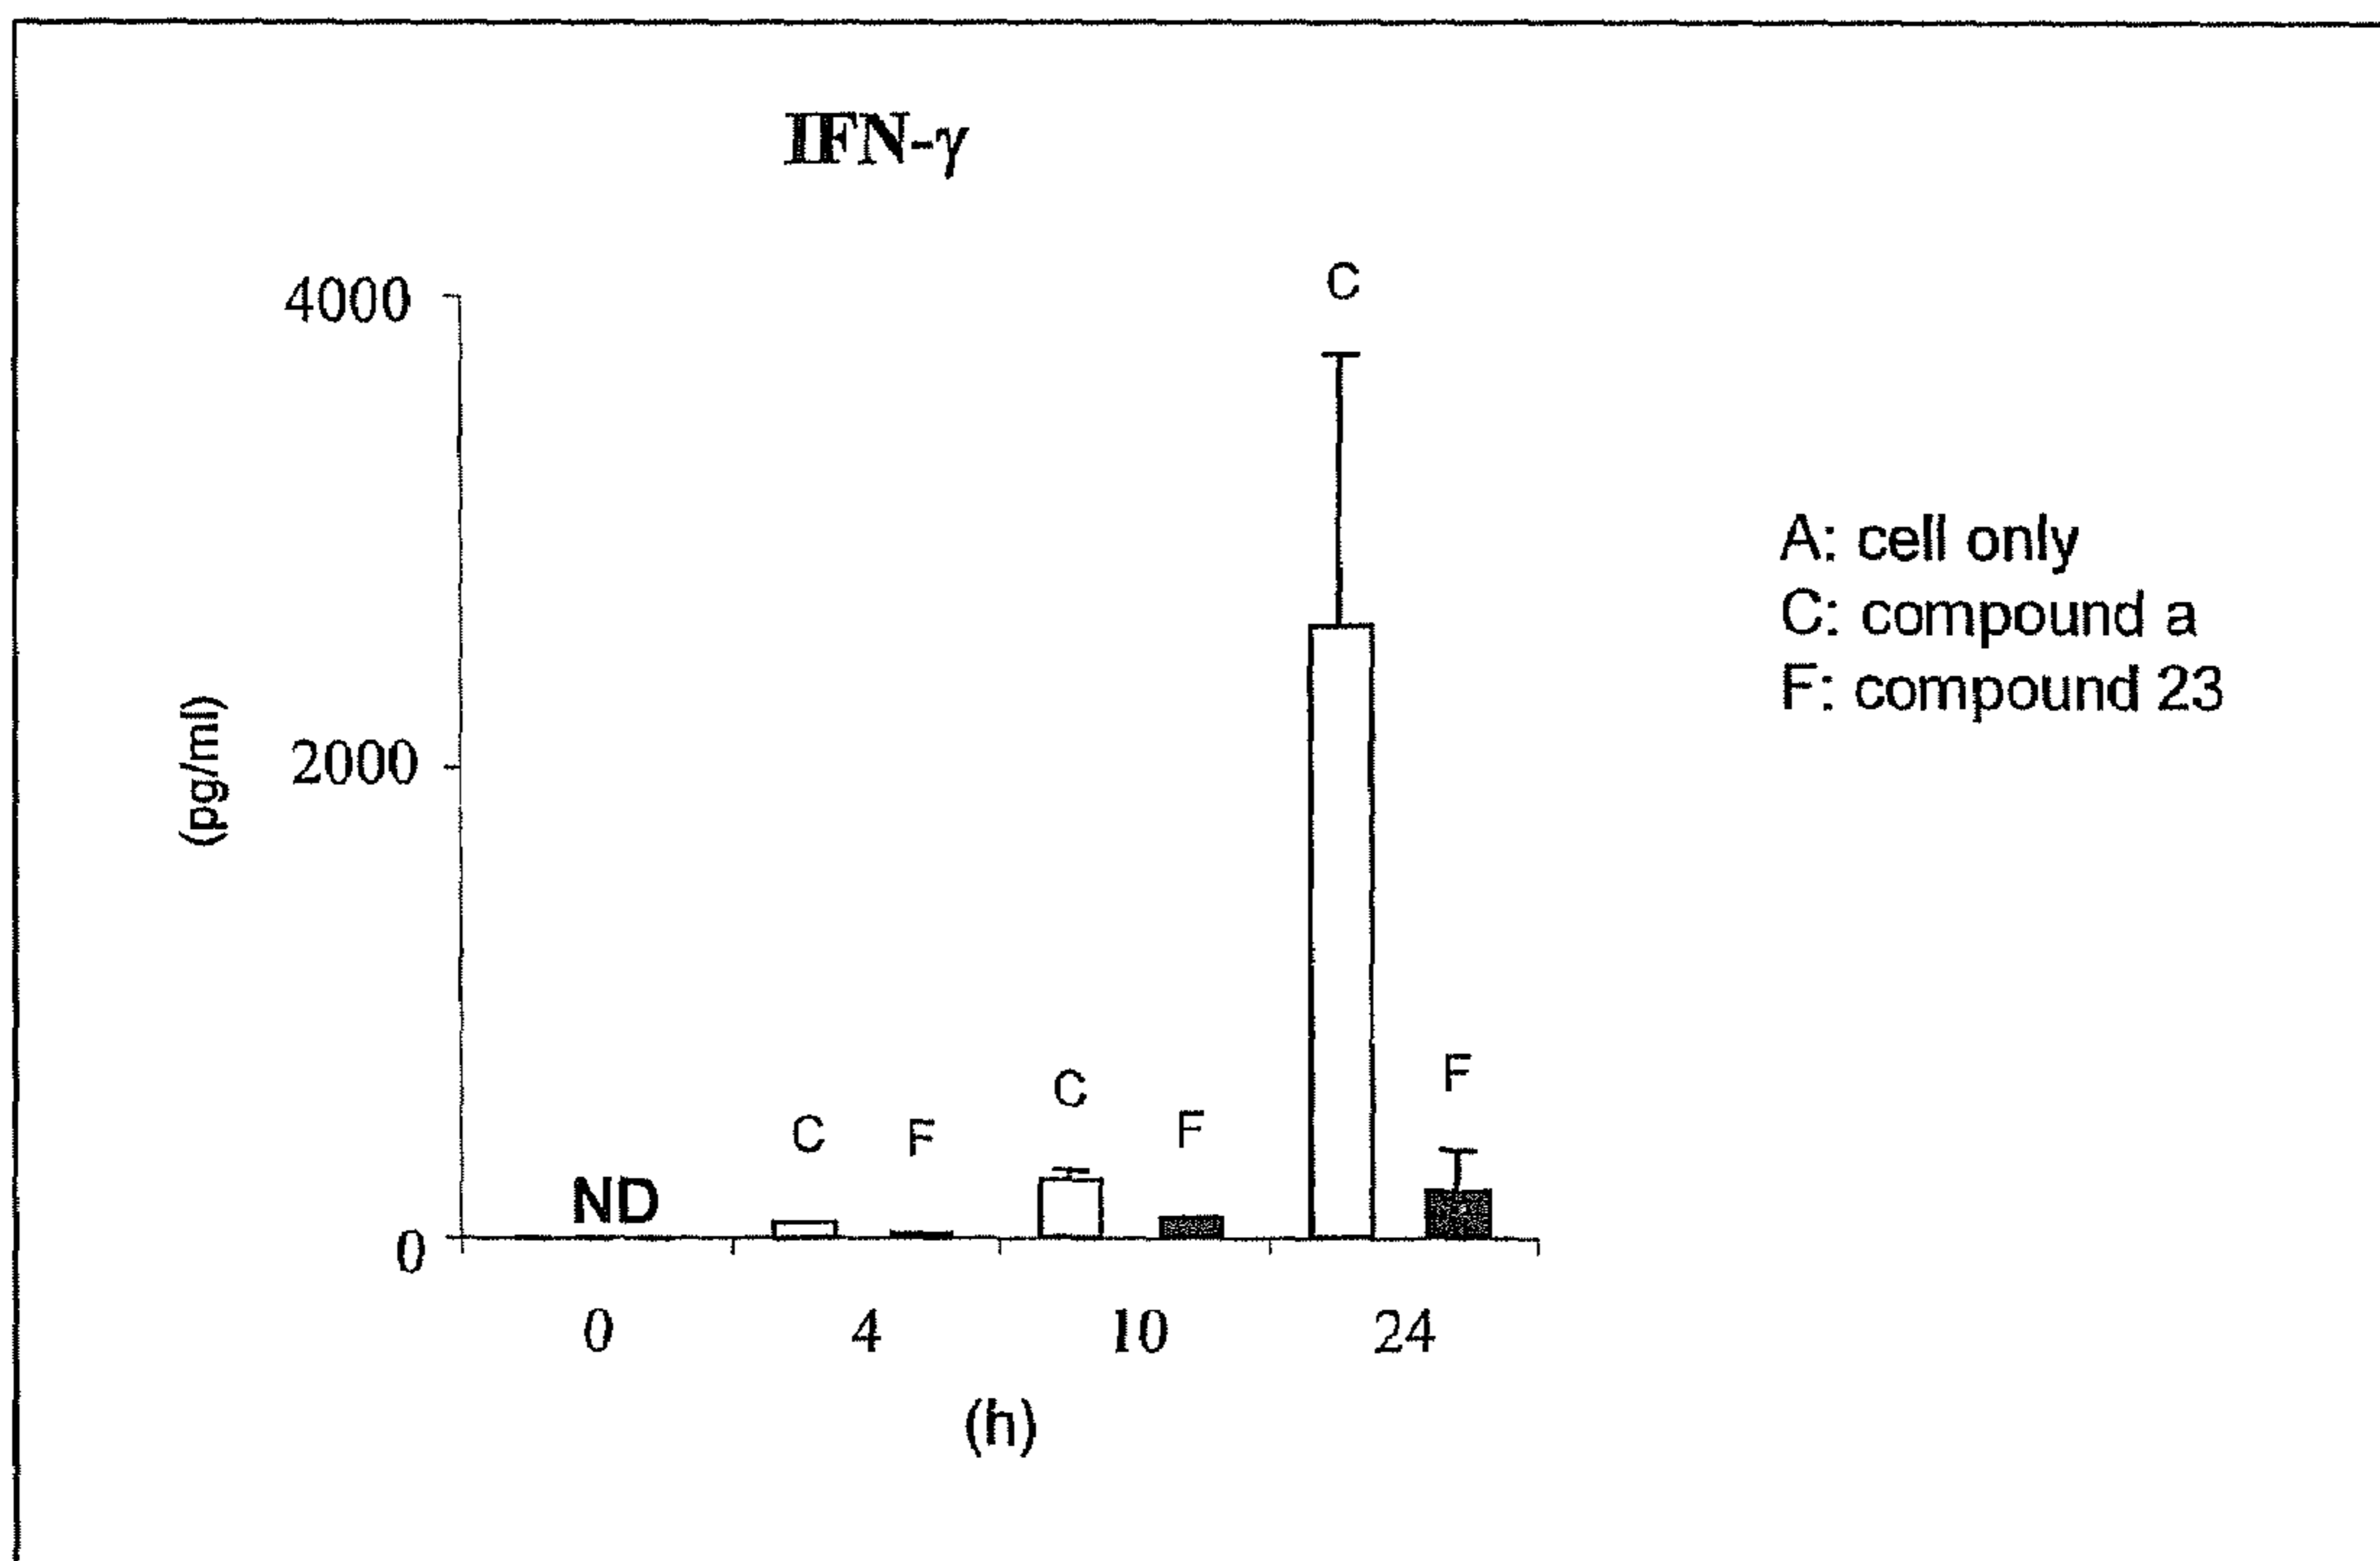 IFN-γ
4000
2000
0
(pg/ml)
ND
C
F
C
F
C
F
0
4
10
24
(h)
A: cell only
C: compound a
F: compound 23